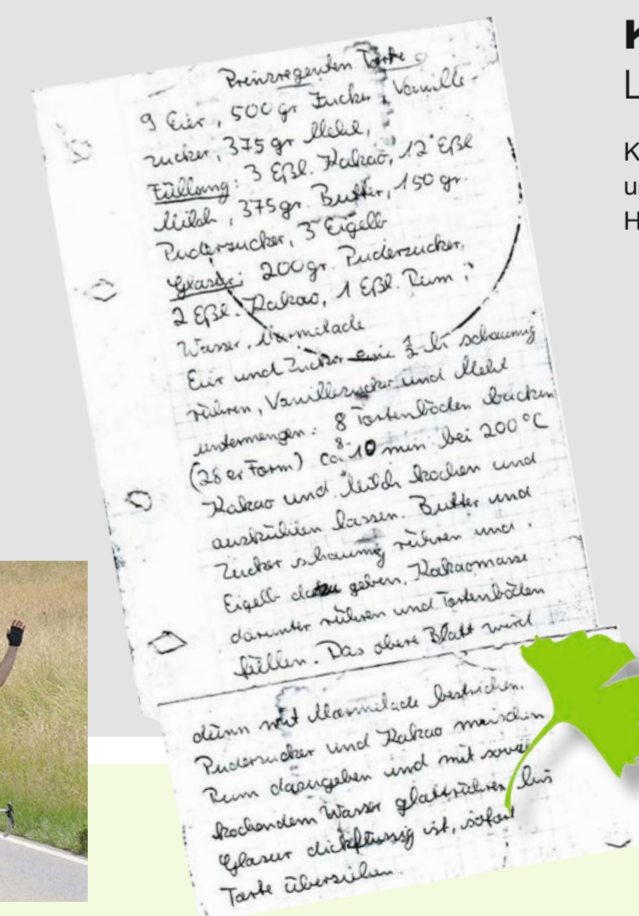 Prinzregenten Torte
9 Eier, 500 gr Zucker, Vanille-
zucker, 375 gr Mehl,
Füllung: 3 Eßl. Kakao, 12 Eßl
Milch, 375 gr. Butter, 150 gr.
Puderzucker, 3 Eigelb
Glasur: 200 gr. Puderzucker,
2 Eßl. Kakao, 1 Eßl. Rum,
Wasser, Marmelade
Eier und Zucker eine ½ Std schaumig
rühren, Vanillezucker und Mehl
untermengen. 8 Tortenböden backen
(28er Form) ca 8-10 min bei 200°C
Kakao und Milch kochen und
auskühlen lassen. Butter und
Zucker schaumig rühren und
Eigelb dazu geben, Kakaomasse
darunter rühren und Tortenböden
füllen. Das obere Blatt wird
dünn mit Marmelade bestrichen.
Puderzucker und Kakao mischen
Rum dazugeben und mit soviel
kochendem Wasser glattrühren bis
Glasur dickflüssig ist, sofort
Torte überziehen.
K
L
K
u
H